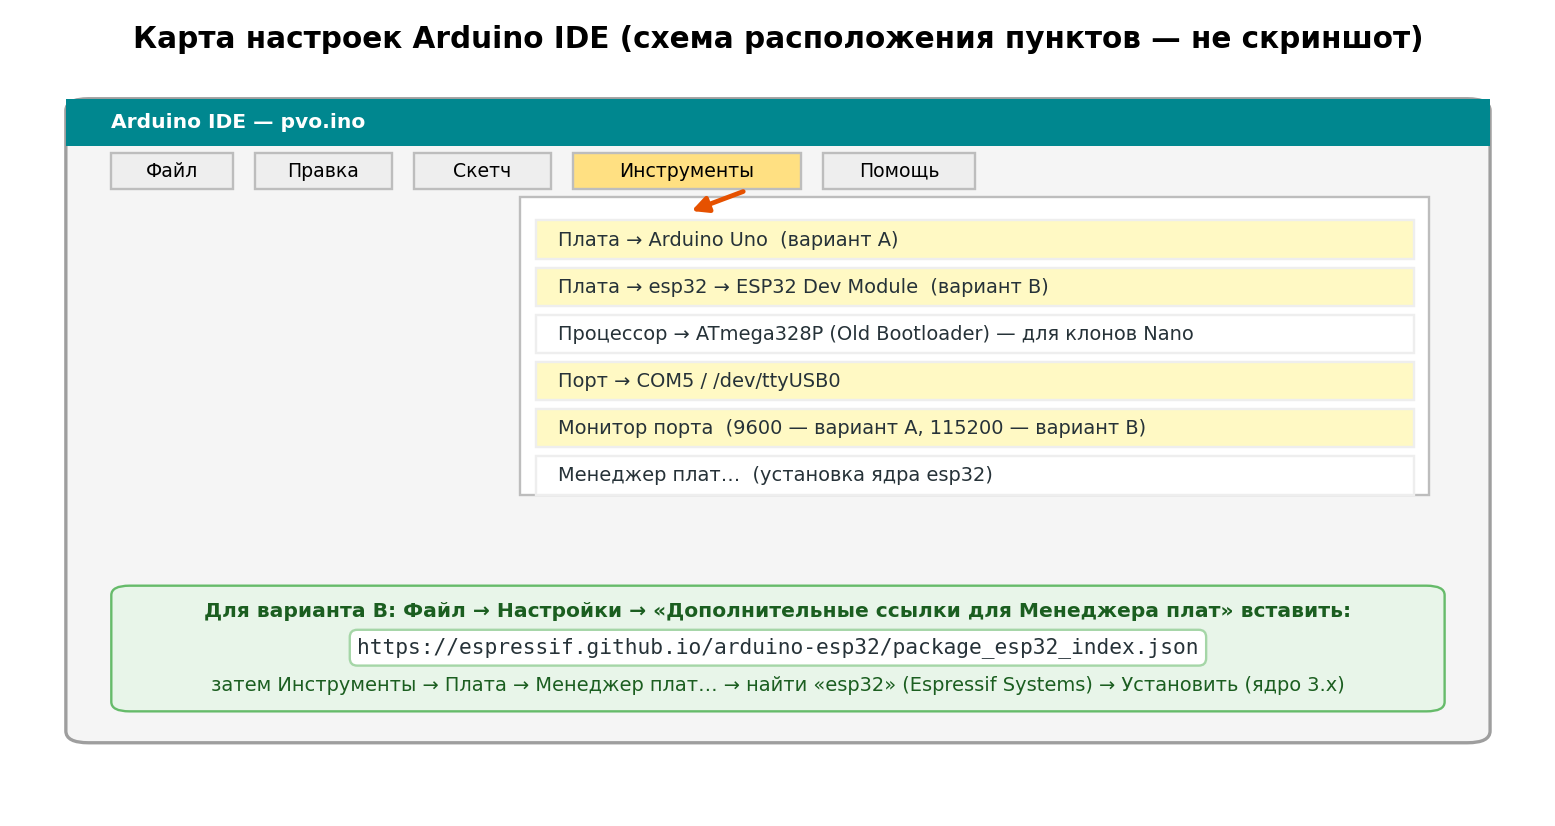 Карта настроек Arduino IDE (схема расположения пунктов — не скриншот)
Arduino IDE — pvo.ino
Файл Правка Скетч Инструменты Помощь
Плата → Arduino Uno (вариант A)
Плата → esp32 → ESP32 Dev Module (вариант B)
Процессор → ATmega328P (Old Bootloader) — для клонов Nano
Порт → COM5 / /dev/ttyUSB0
Монитор порта (9600 — вариант A, 115200 — вариант B)
Менеджер плат… (установка ядра esp32)
Для варианта B: Файл → Настройки → «Дополнительные ссылки для Менеджера плат» вставить:
https://espressif.github.io/arduino-esp32/package_esp32_index.json
затем Инструменты → Плата → Менеджер плат… → найти «esp32» (Espressif Systems) → Установить (ядро 3.x)